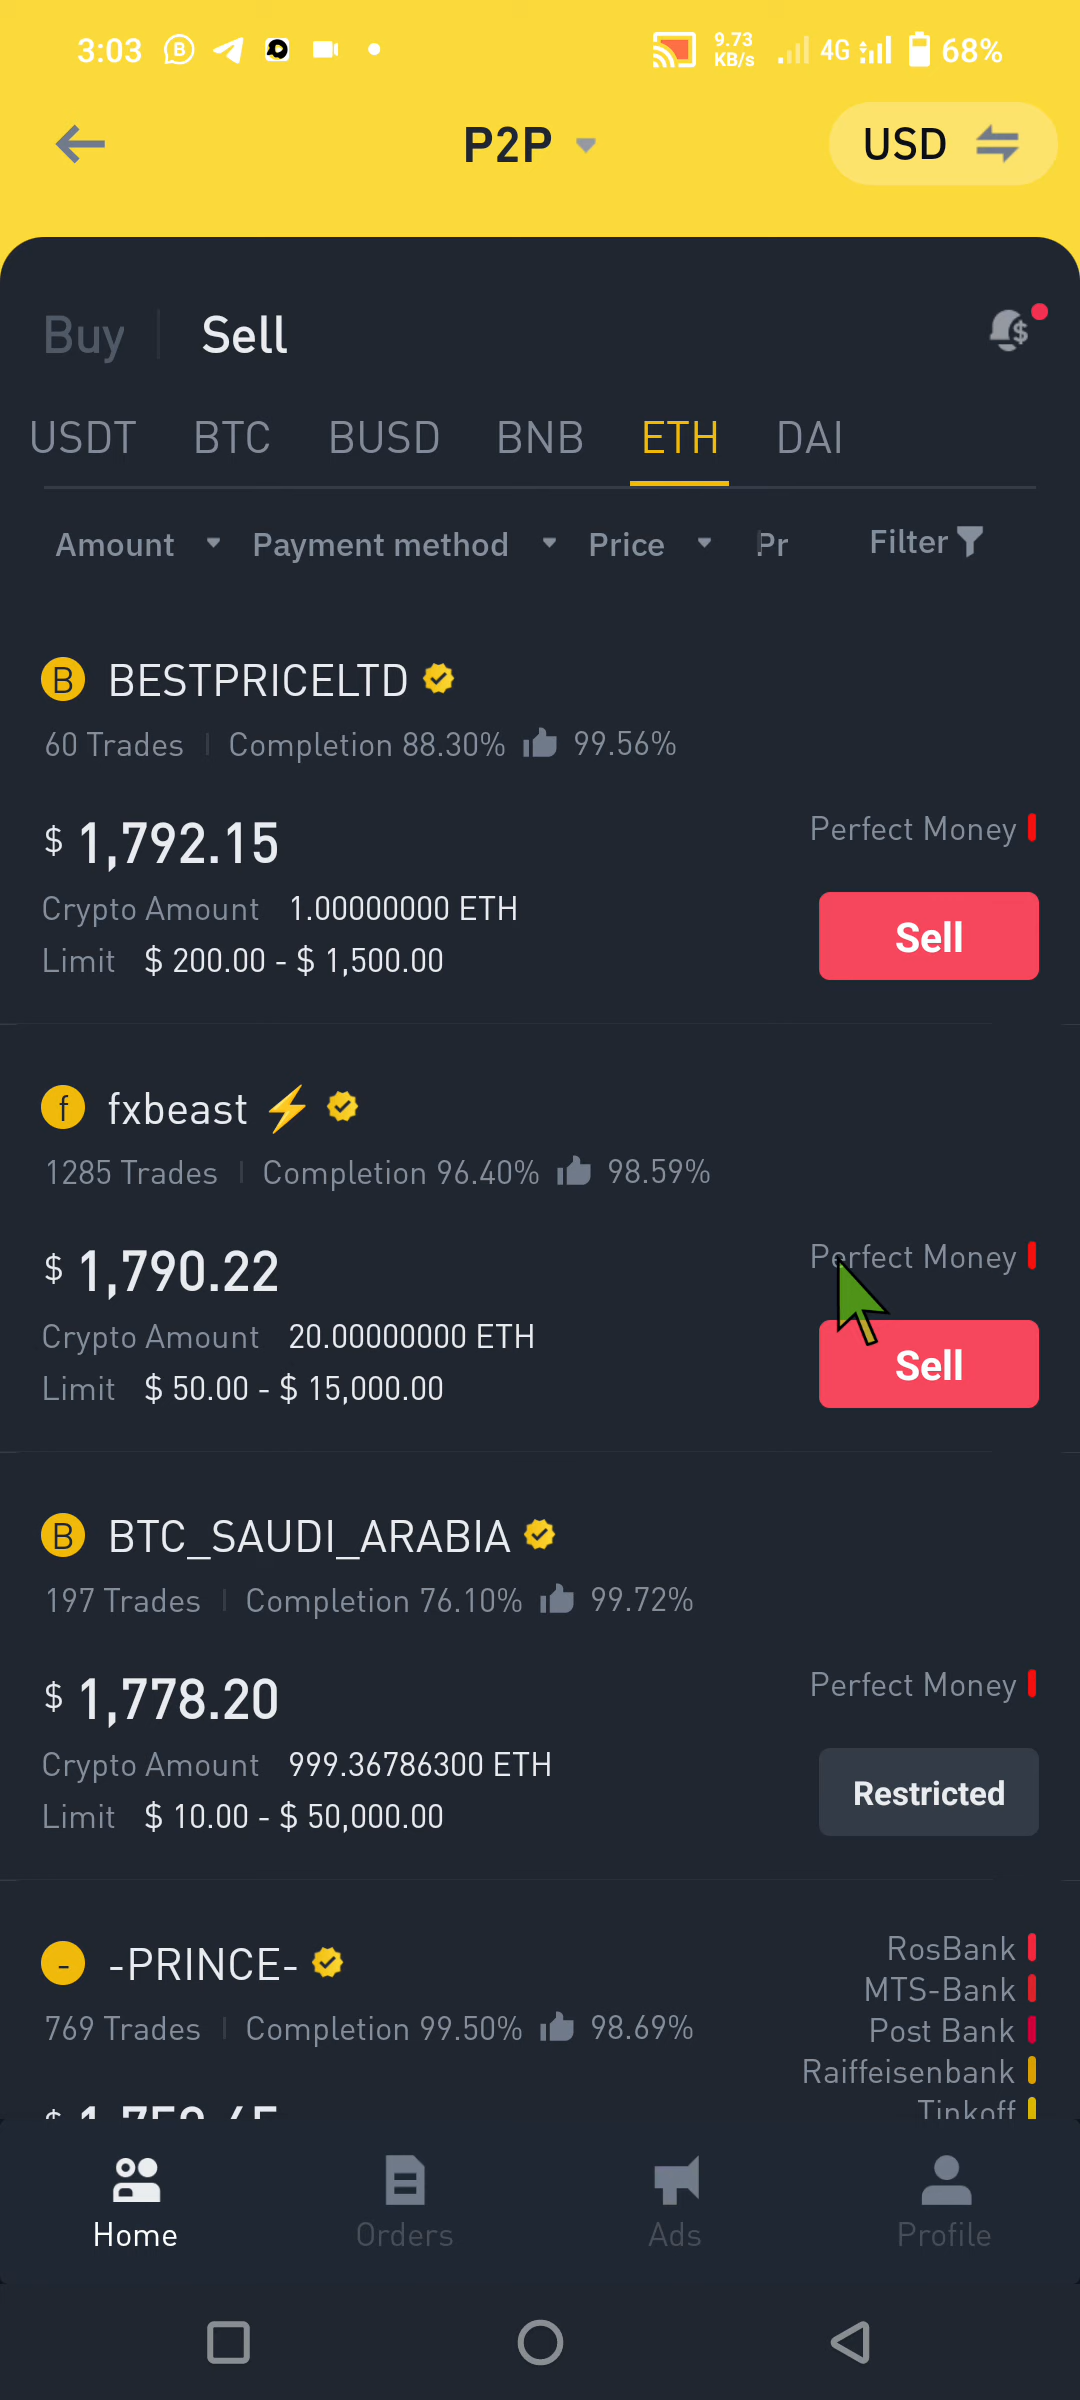 3:03 B 9.73 KB/s 4G 68%
P2P USD
Buy Sell
USDT BTC BUSD BNB ETH DAI
Amount Payment method Price Pr Filter
B BESTPRICELTD
60 Trades Completion 88.30% 99.56%
$ 1,792.15 Perfect Money
Crypto Amount 1.00000000 ETH
Limit $ 200.00 - $ 1,500.00 Sell
f fxbeast
1285 Trades Completion 96.40% 98.59%
$ 1,790.22 Perfect Money
Crypto Amount 20.00000000 ETH
Limit $ 50.00 - $ 15,000.00 Sell
B BTC_SAUDI_ARABIA
197 Trades Completion 76.10% 99.72%
$ 1,778.20 Perfect Money
Crypto Amount 999.36786300 ETH
Limit $ 10.00 - $ 50,000.00 Restricted
- -PRINCE- RosBank
MTS-Bank
769 Trades Completion 99.50% 98.69% Post Bank
Raiffeisenbank
Tinkoff
Home Orders Ads Profile